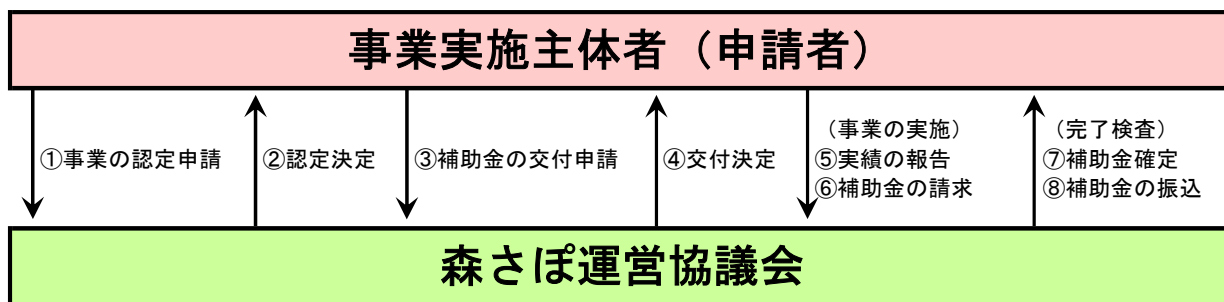 事業実施主体者（申請者）
①事業の認定申請
②認定決定
③補助金の交付申請
④交付決定
（事業の実施）
⑤実績の報告
⑥補助金の請求
（完了検査）
⑦補助金確定
⑧補助金の振込
森さぽ運営協議会